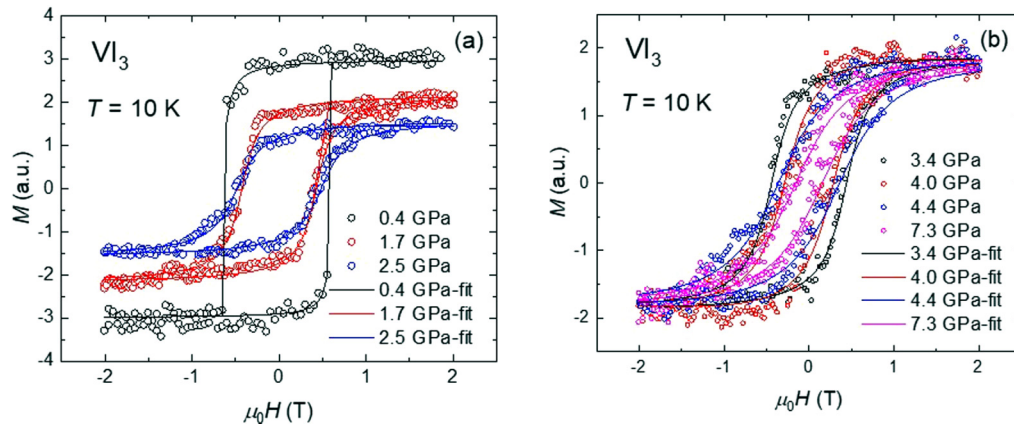 VI3
(a)
T = 10 K
M (a.u.)
4
3
2
1
0
-1
-2
-3
-4
0.4 GPa
1.7 GPa
2.5 GPa
0.4 GPa-fit
1.7 GPa-fit
2.5 GPa-fit
-2 -1 0 1 2
μ0H (T)
VI3
(b)
T = 10 K
M (a.u.)
2
1
0
-1
-2
3.4 GPa
4.0 GPa
4.4 GPa
7.3 GPa
3.4 GPa-fit
4.0 GPa-fit
4.4 GPa-fit
7.3 GPa-fit
-2 -1 0 1 2
μ0H (T)